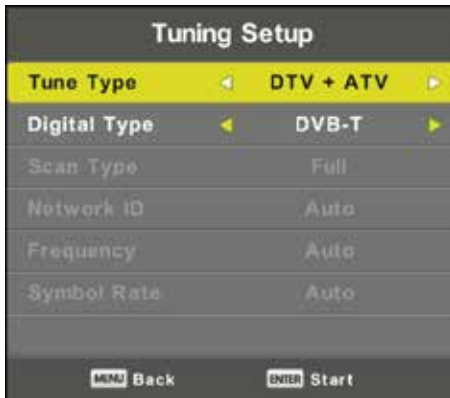 Tuning Setup
Tune Type DTV + ATV
Digital Type DVB-T
Scan Type Full
Network ID Auto
Frequency Auto
Symbol Rate Auto
MENU Back ENTER Start